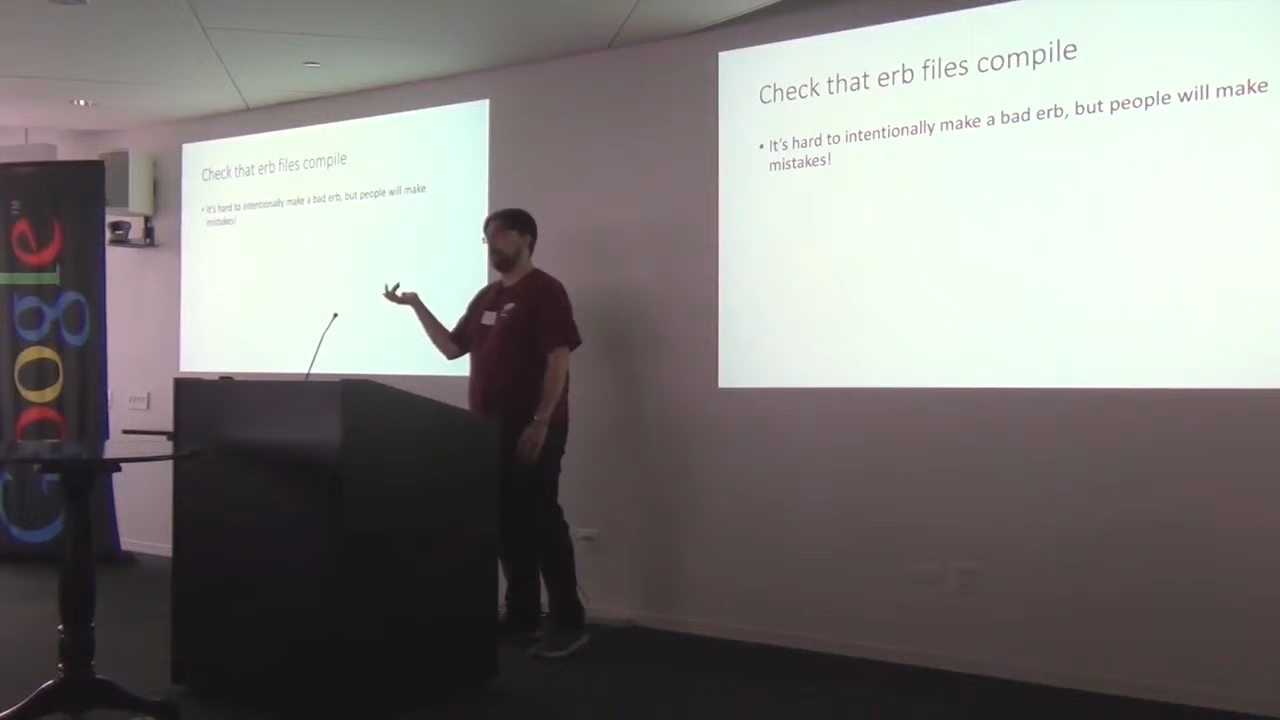 Google
TM
Check that erb files compile
• It's hard to intentionally make a bad erb, but people will make
mistakes!
Check that erb files compile
• It's hard to intentionally make a bad erb, but people will make
mistakes!